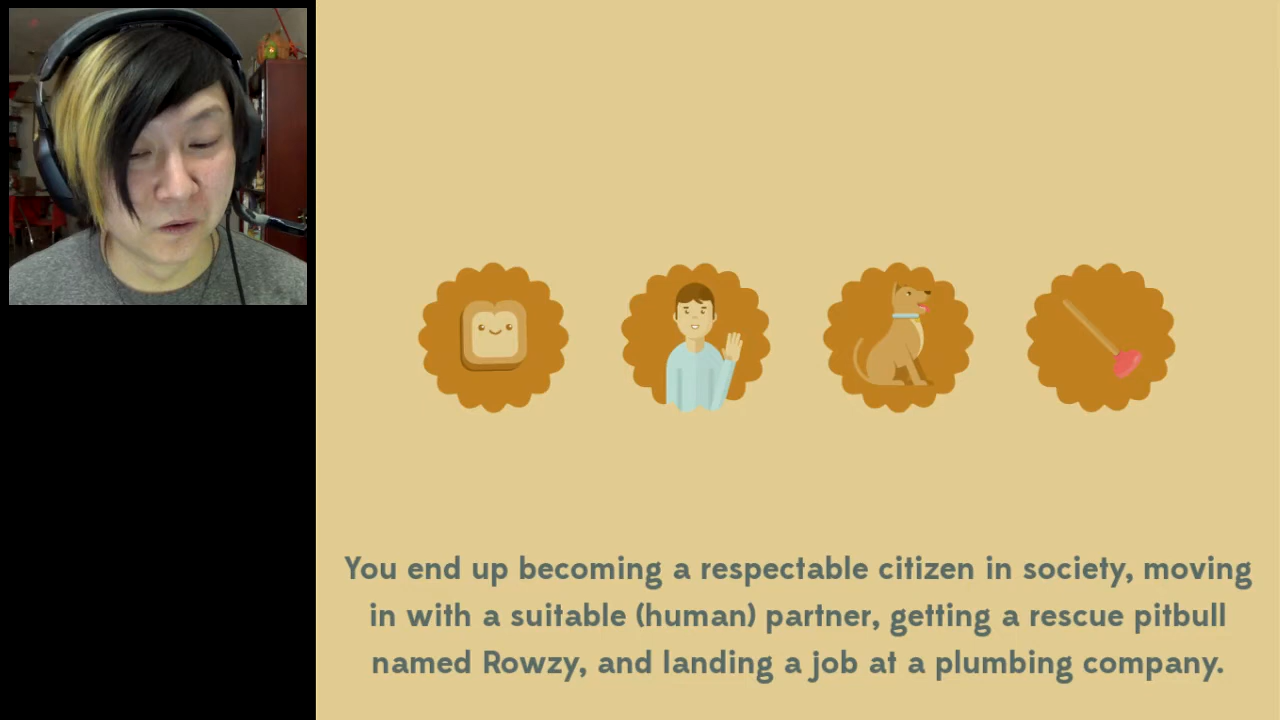 You end up becoming a respectable citizen in society, moving
in with a suitable (human) partner, getting a rescue pitbull
named Rowzy, and landing a job at a plumbing company.